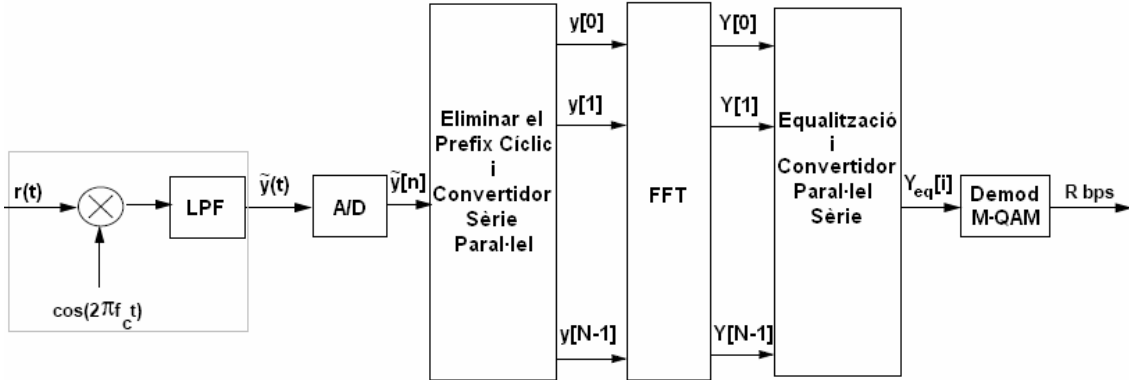 r(t)
cos(2πf_c t)
LPF
ỹ(t)
A/D
ỹ[n]
Eliminar el
Prefix Cíclic
i
Convertidor
Sèrie
Paral·lel
y[0]
y[1]
y[N-1]
FFT
Y[0]
Y[1]
Y[N-1]
Equalització
i
Convertidor
Paral·lel
Sèrie
Y_eq[i]
Demod
M-QAM
R bps